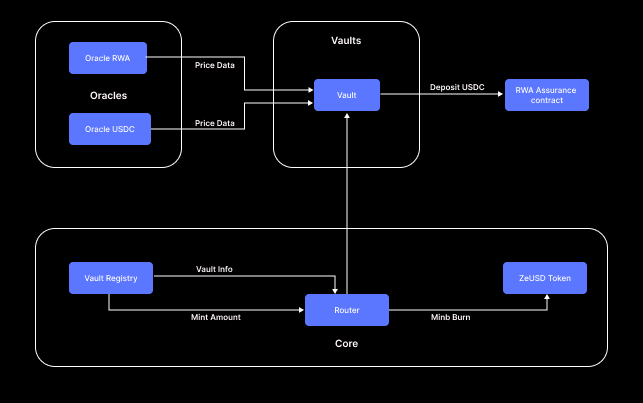 Oracle RWA
Price Data
Oracles
Oracle USDC
Price Data
Vaults
Vault
Deposit USDC
RWA Assurance
contract
Vault Registry
Vault Info
Mint Amount
Router
Minb Burn
ZeUSD Token
Core